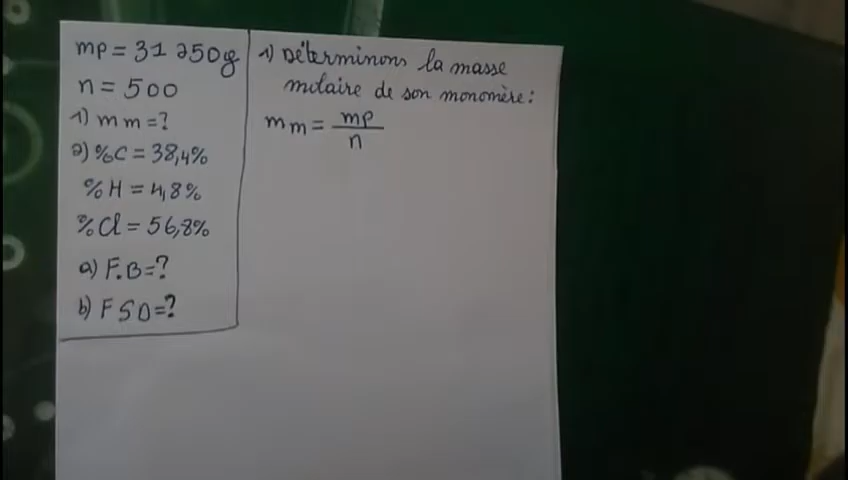 mp = 31 250g
n = 500
1) mm = ?
2) %C = 38,4%
%H = 4,8%
%Cl = 56,8%
a) F.B = ?
b) F S D = ?
1) Déterminons la masse
molaire de son monomère :
mm = mp / n